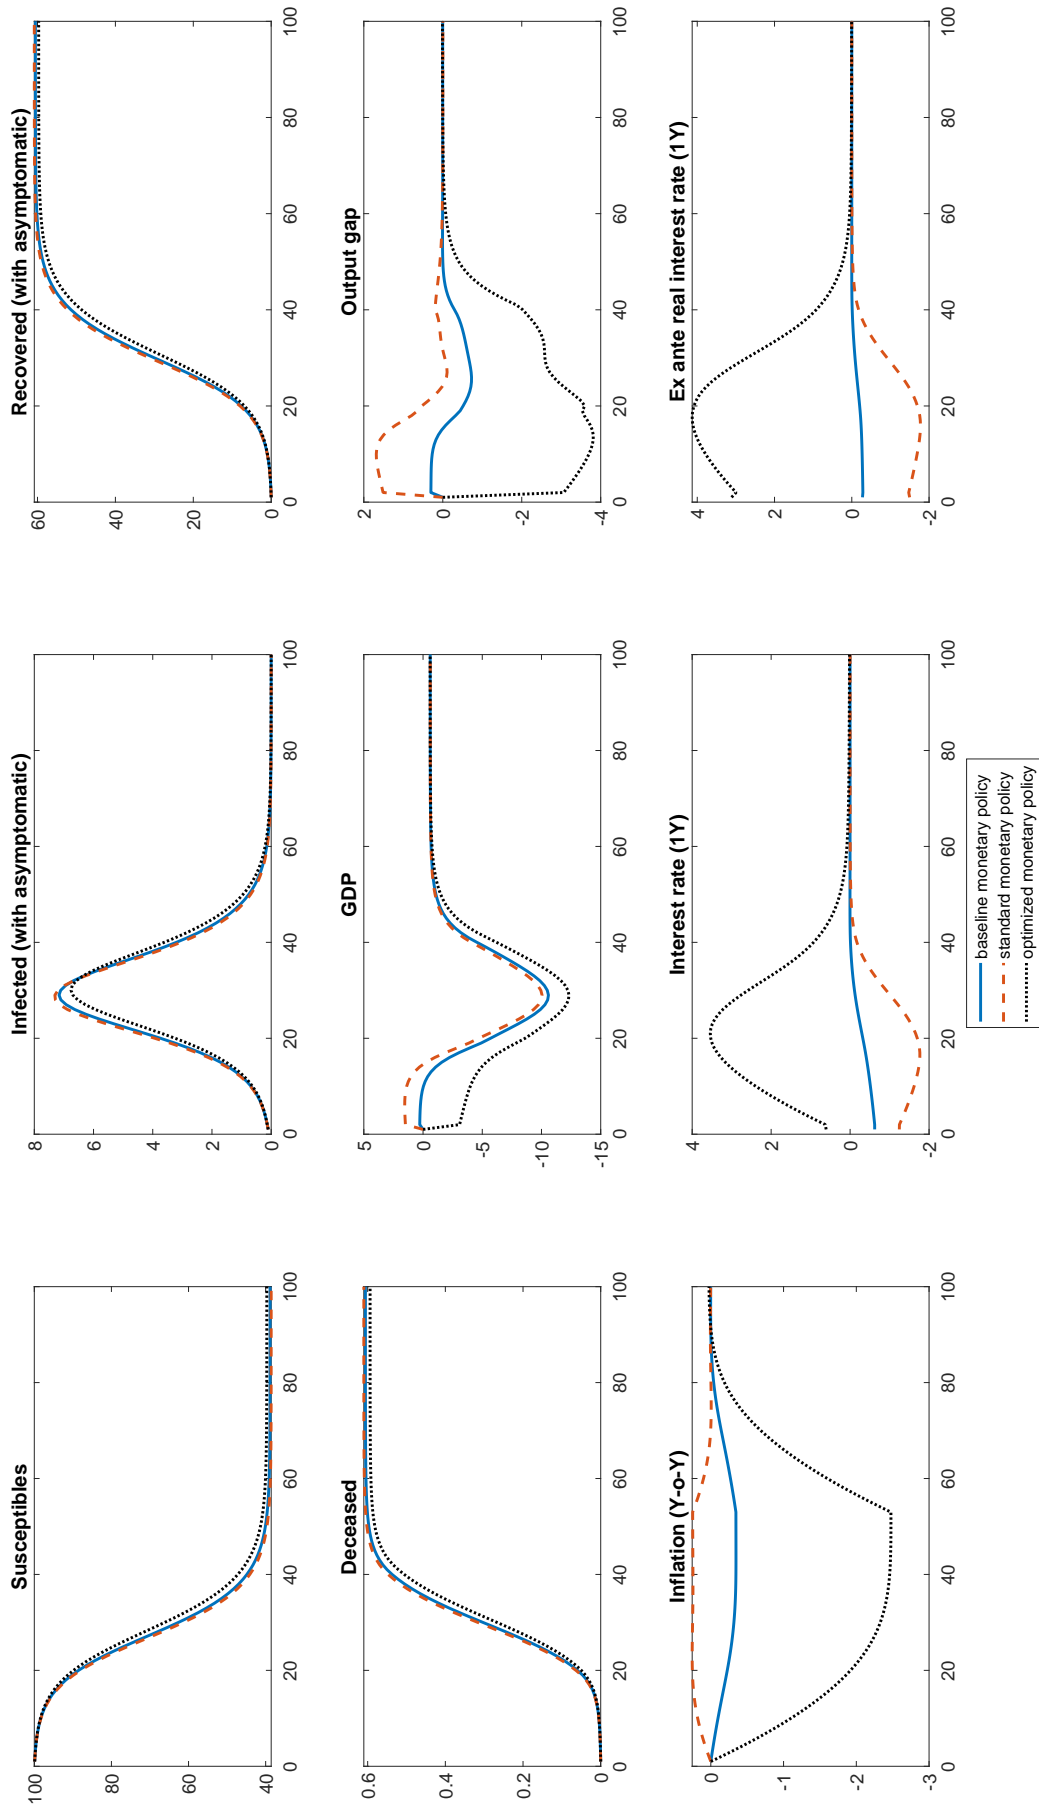 Susceptibles
100
80
60
40
0 20 40 60 80 100
Infected (with asymptomatic)
8
6
4
2
0
0 20 40 60 80 100
Recovered (with asymptomatic)
60
40
20
0
0 20 40 60 80 100
Deceased
0.6
0.4
0.2
0
0 20 40 60 80 100
GDP
5
0
-5
-10
-15
0 20 40 60 80 100
Output gap
2
0
-2
-4
0 20 40 60 80 100
Inflation (Y-o-Y)
0
-1
-2
-3
0 20 40 60 80 100
Interest rate (1Y)
4
2
0
-2
0 20 40 60 80 100
Ex ante real interest rate (1Y)
4
2
0
-2
0 20 40 60 80 100
baseline monetary policy
standard monetary policy
optimized monetary policy